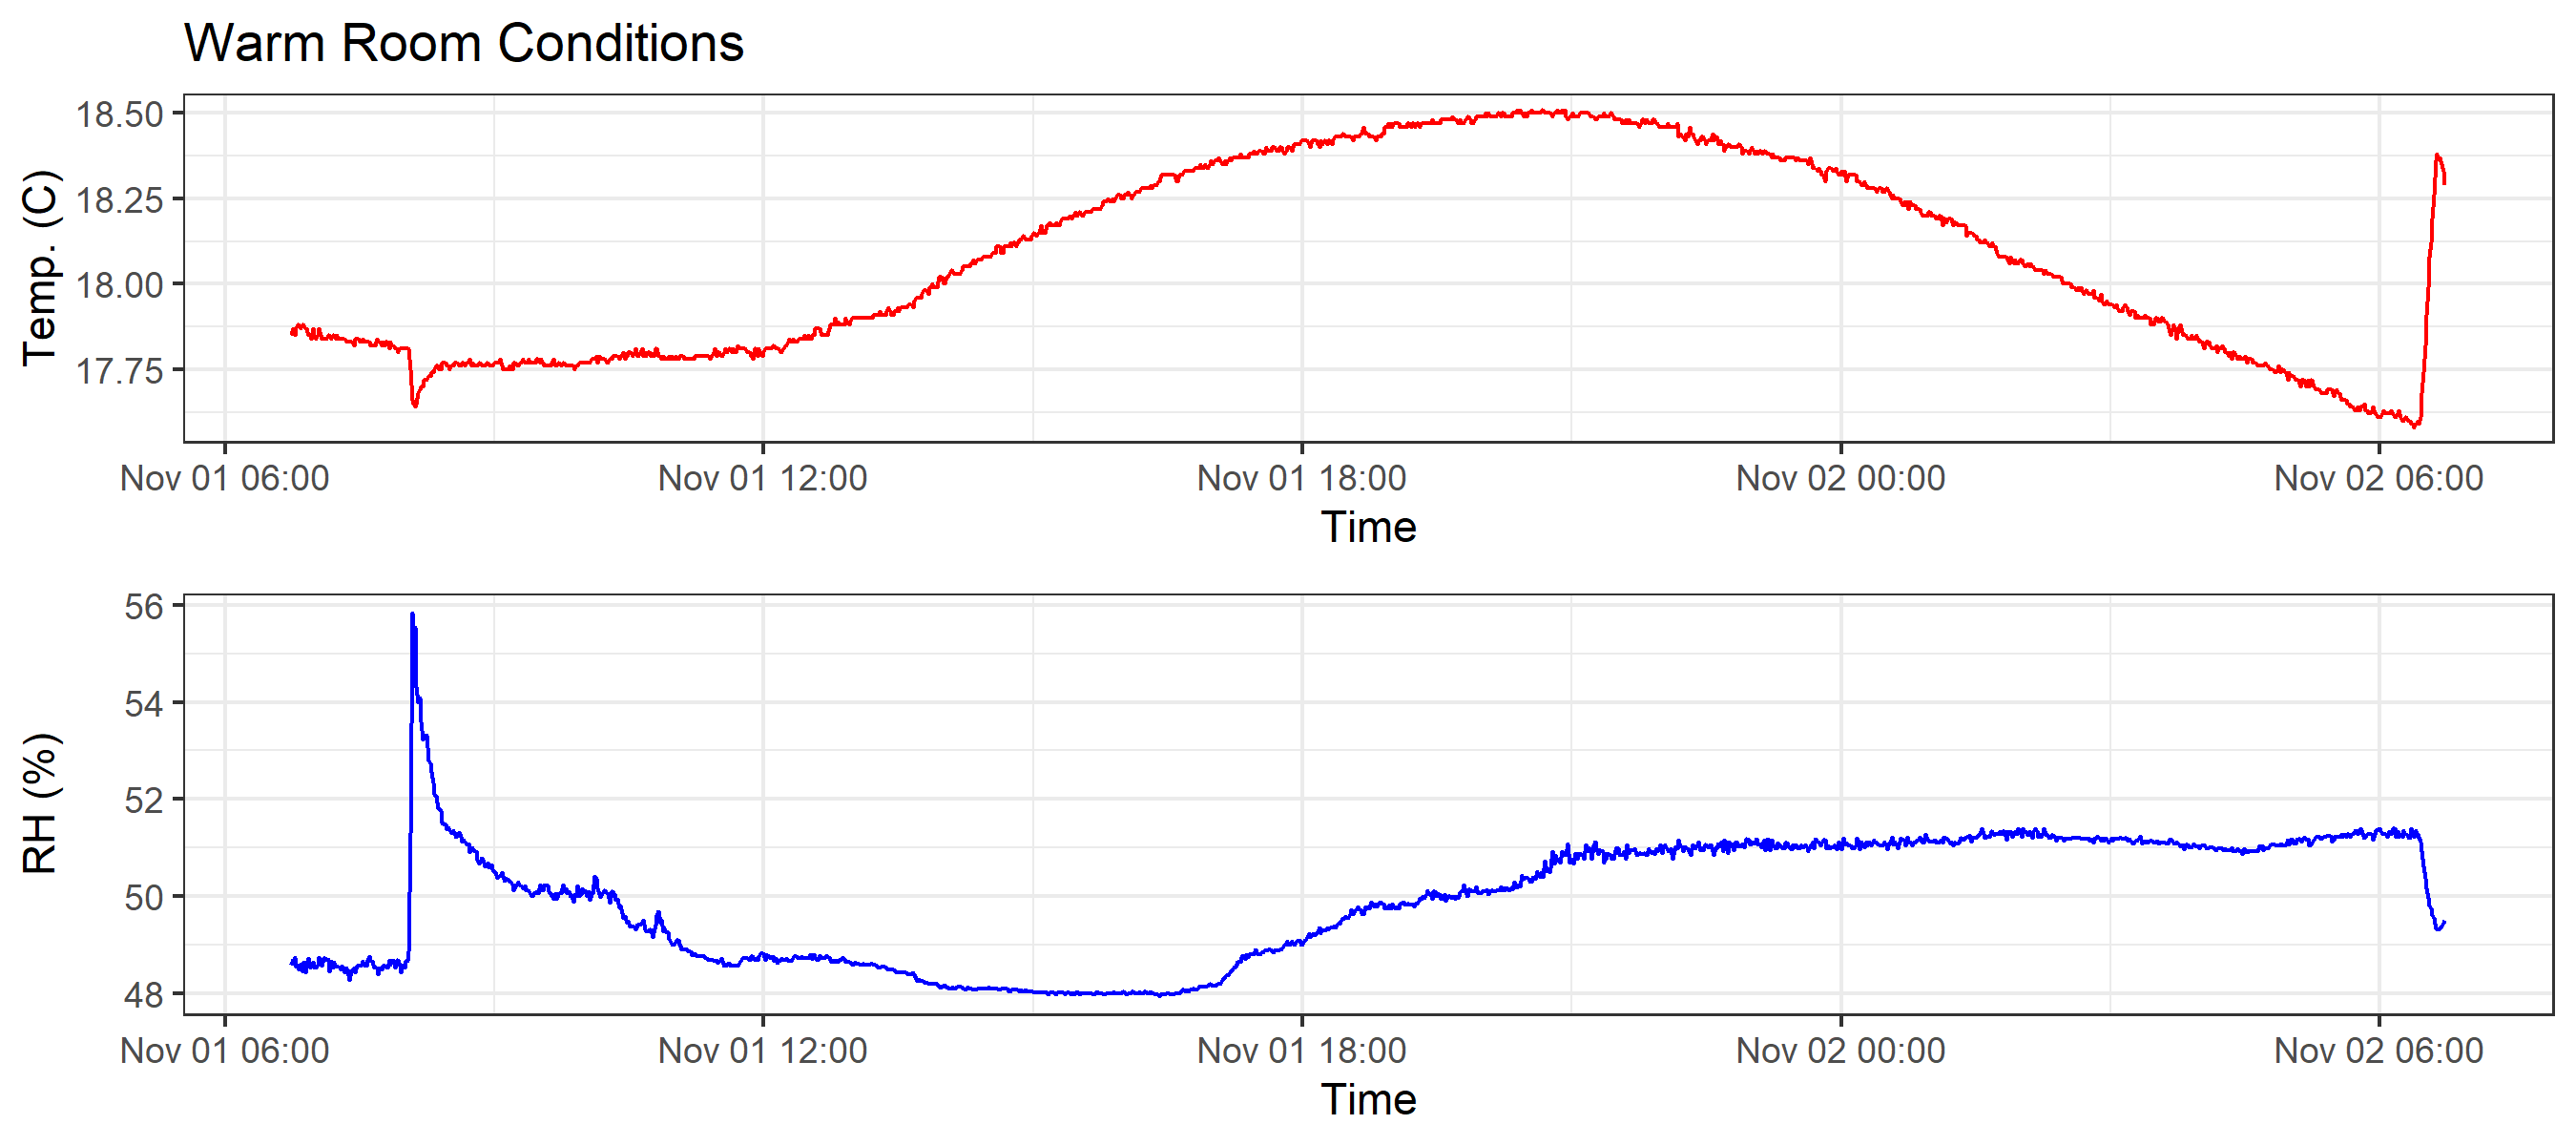 Warm Room Conditions
18.50
18.25
18.00
17.75
Temp. (C)
Nov 01 06:00 Nov 01 12:00 Nov 01 18:00 Nov 02 00:00 Nov 02 06:00
Time
56
54
52
50
48
RH (%)
Nov 01 06:00 Nov 01 12:00 Nov 01 18:00 Nov 02 00:00 Nov 02 06:00
Time